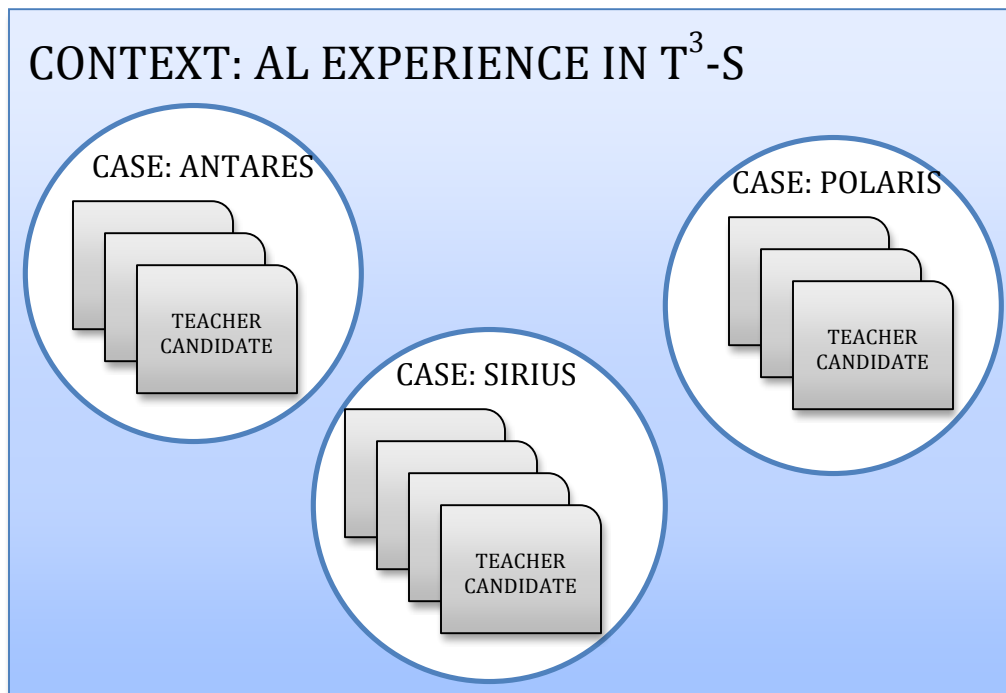 CONTEXT: AL EXPERIENCE IN T³-S
CASE: ANTARES
TEACHER
CANDIDATE
CASE: SIRIUS
TEACHER
CANDIDATE
CASE: POLARIS
TEACHER
CANDIDATE